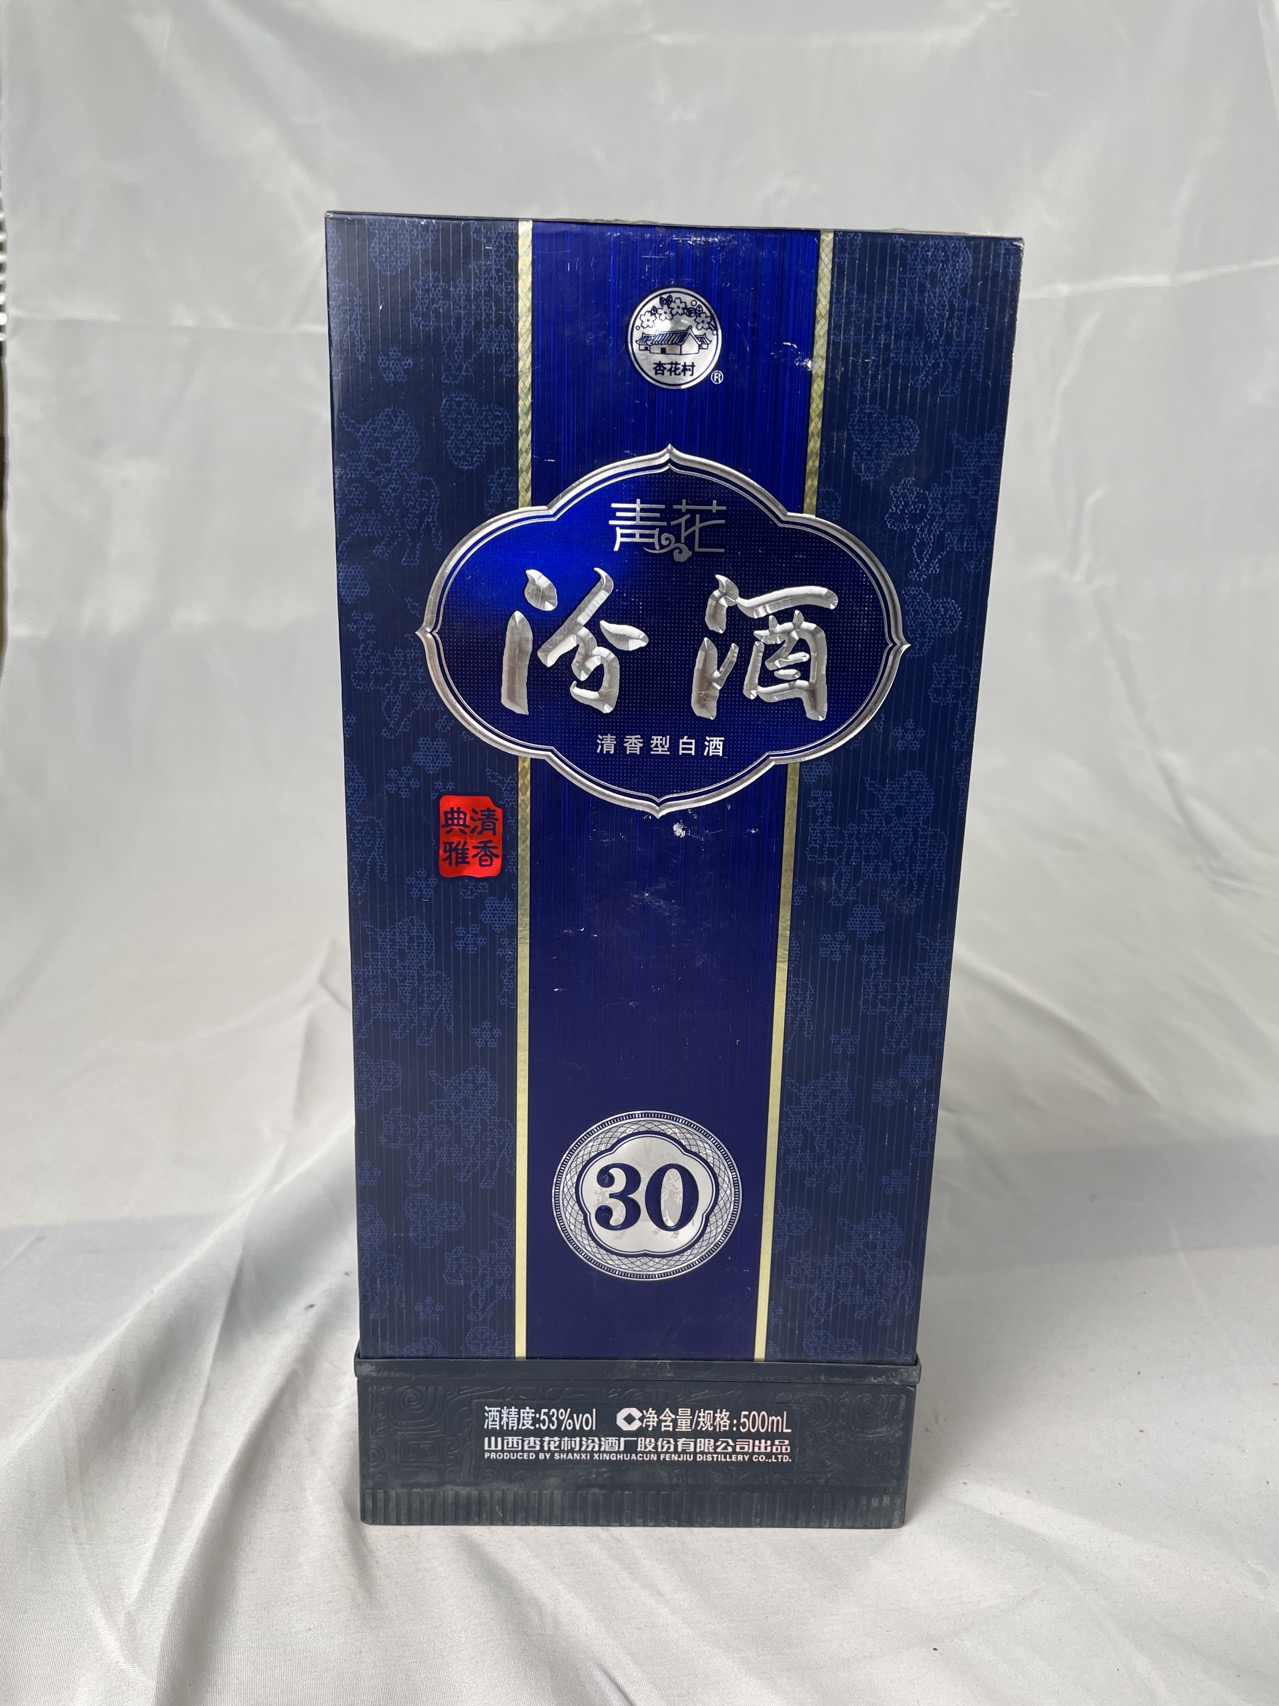 杏花村
®
青花
汾酒
清香型白酒
清香
典雅
30
酒精度:53%vol 净含量/规格:500mL
山西杏花村汾酒厂股份有限公司出品
PRODUCED BY SHANXI XINGHUACUN FENJIU DISTILLERY CO.,LTD.